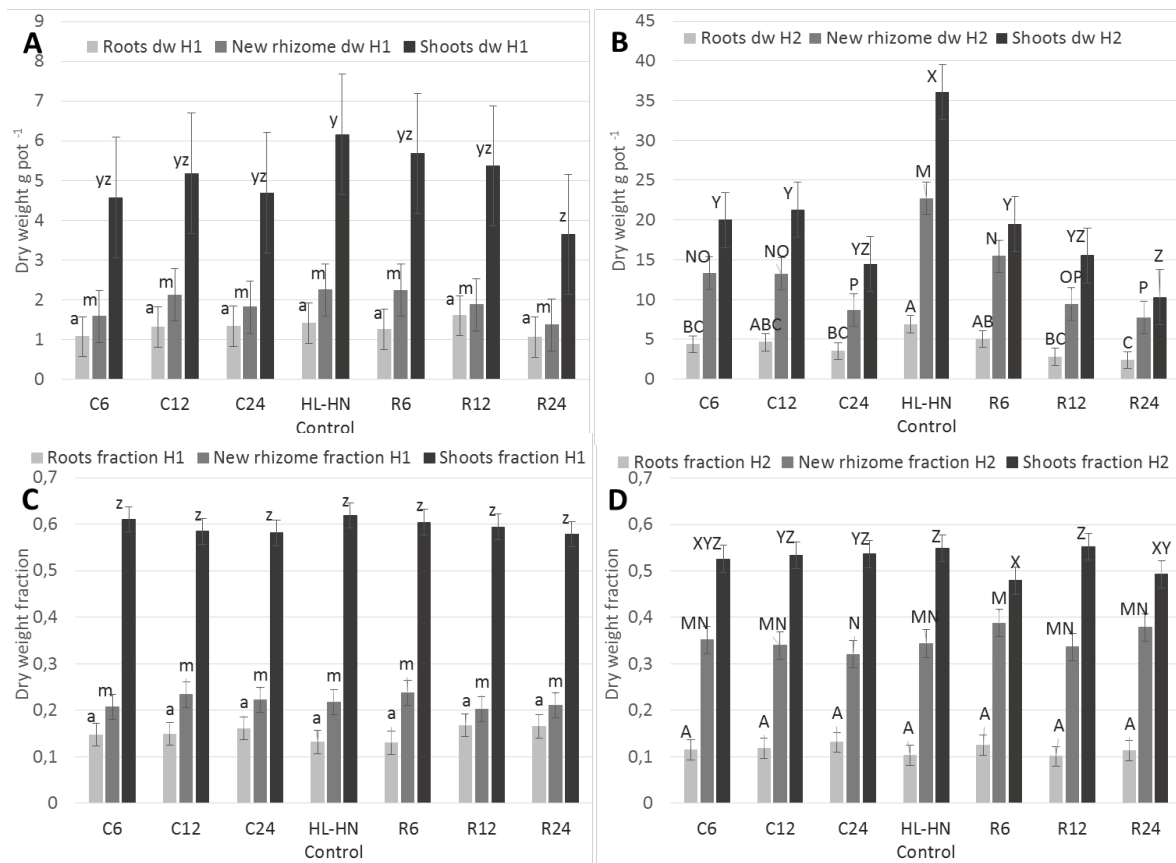 A
Roots dw H1 New rhizome dw H1 Shoots dw H1
Dry weight g pot -1
9
8
7
6
5
4
3
2
1
0
a m yz a m yz a m yz a m y a m yz a m yz a m z
C6 C12 C24 HL-HN R6 R12 R24
Control
B
Roots dw H2 New rhizome dw H2 Shoots dw H2
Dry weight g pot -1
45
40
35
30
25
20
15
10
5
0
BC NO Y ABC NO Y BC P YZ A M X AB N Y BC OP YZ C P Z
C6 C12 C24 HL-HN R6 R12 R24
Control
C
Roots fraction H1 New rhizome fraction H1 Shoots fraction H1
Dry weight fraction
0,7
0,6
0,5
0,4
0,3
0,2
0,1
0
a m z a m z a m z a m z a m z a m z a m z
C6 C12 C24 HL-HN R6 R12 R24
Control
D
Roots fraction H2 New rhizome fraction H2 Shoots fraction H2
Dry weight fraction
0,7
0,6
0,5
0,4
0,3
0,2
0,1
0
A MN XYZ A MN YZ A N YZ A MN Z A M X A MN Z A MN XY
C6 C12 C24 HL-HN R6 R12 R24
Control